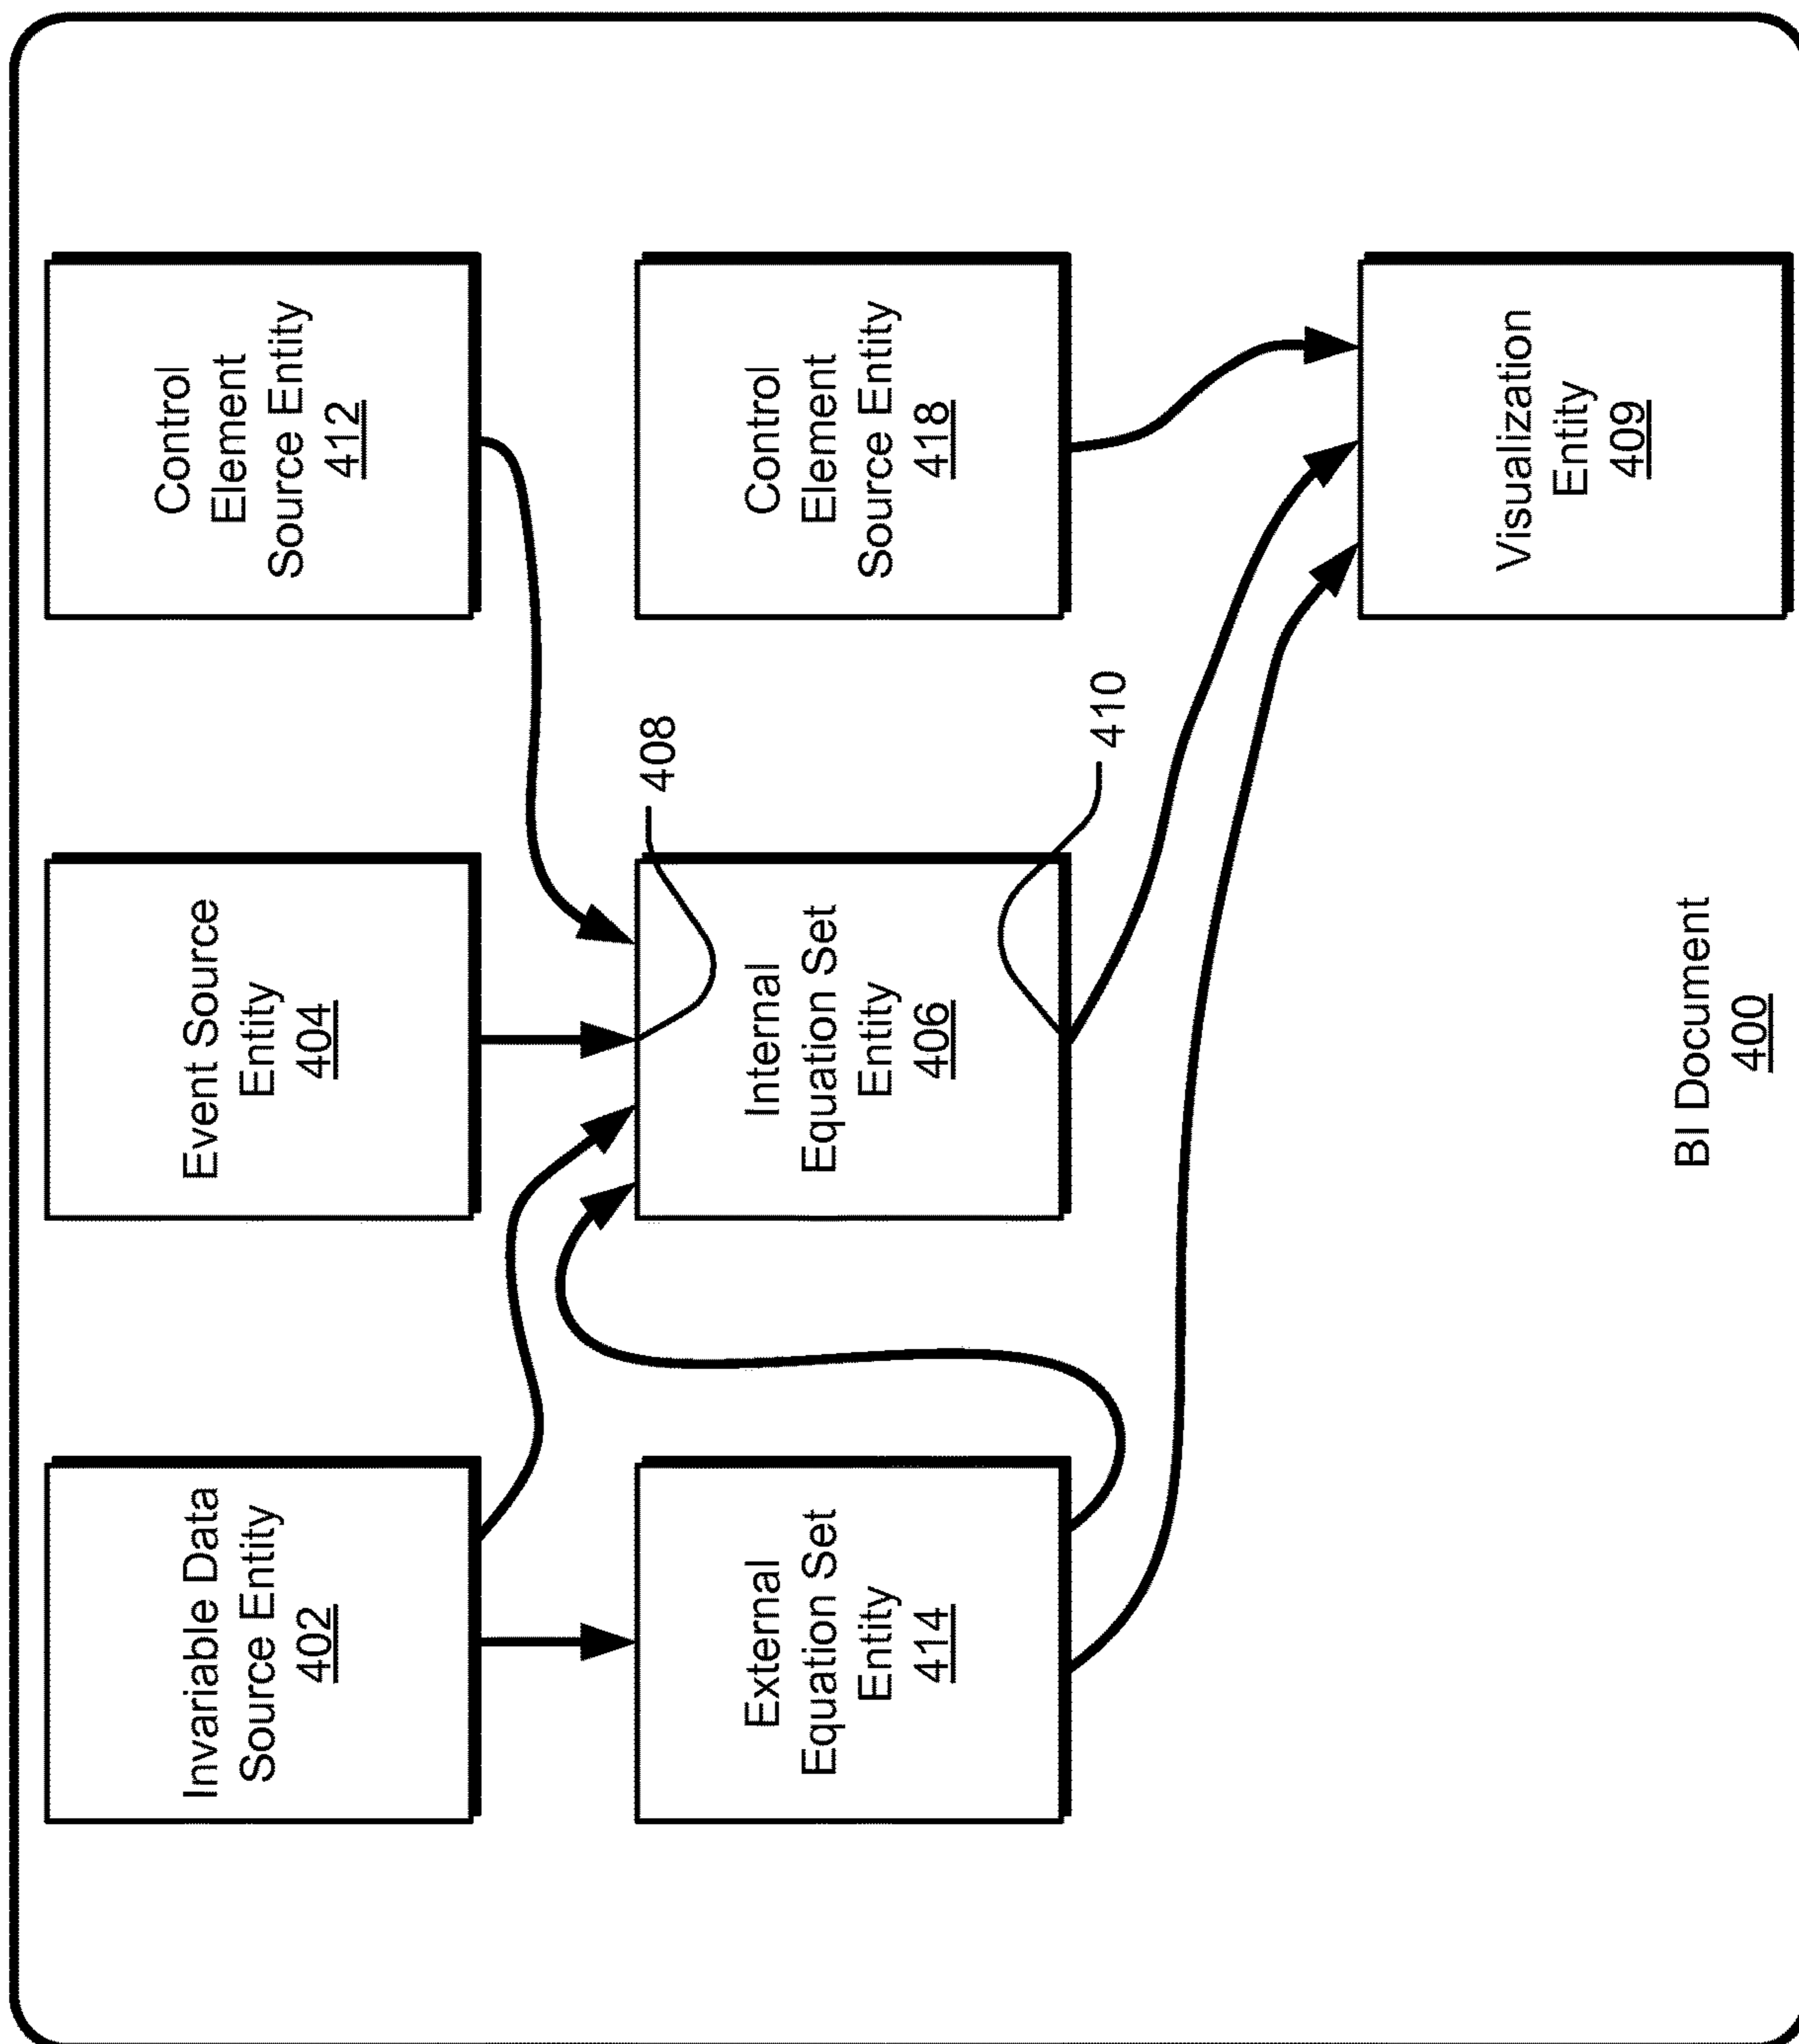 Invariable Data
Source Entity
402
Event Source
Entity
404
Control
Element
Source Entity
412
External
Equation Set
Entity
414
Internal
Equation Set
Entity
406
408
410
Control
Element
Source Entity
418
Visualization
Entity
409
BI Document
400